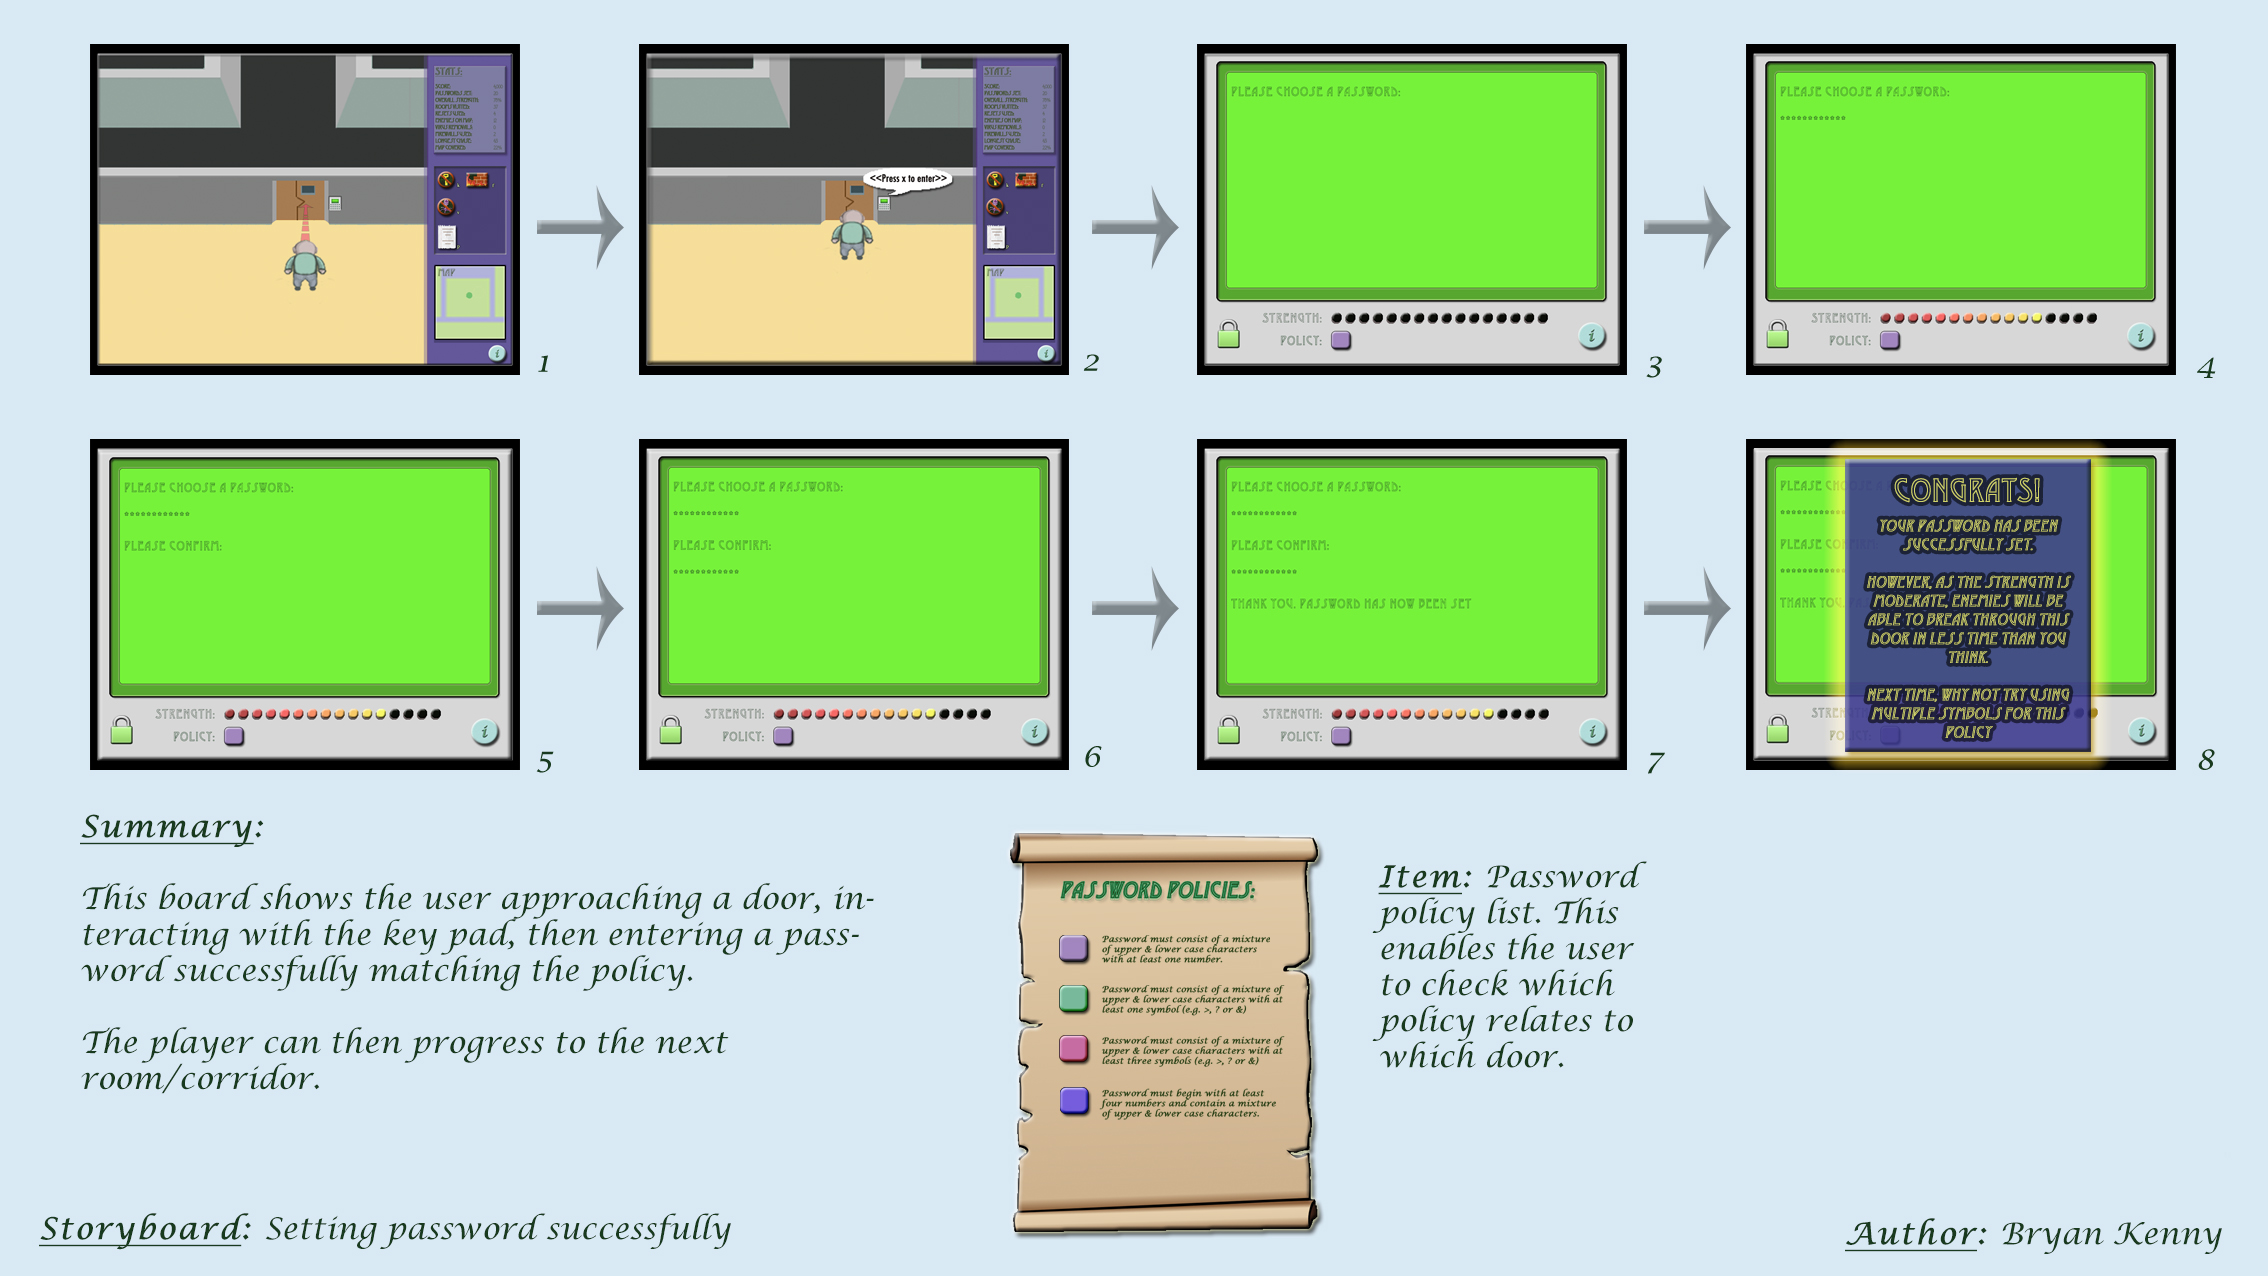 STATS:
SCORE:
MAP
1
STATS:
SCORE:
<<Press x to enter>>
MAP
2
PLEASE CHOOSE A PASSWORD:
STRENGTH:
POLICY:
i
3
PLEASE CHOOSE A PASSWORD:
************
STRENGTH:
POLICY:
i
4
PLEASE CHOOSE A PASSWORD:
************
PLEASE CONFIRM:
STRENGTH:
POLICY:
i
5
PLEASE CHOOSE A PASSWORD:
************
PLEASE CONFIRM:
************
STRENGTH:
POLICY:
i
6
PLEASE CHOOSE A PASSWORD:
************
PLEASE CONFIRM:
************
THANK YOU. PASSWORD HAS NOW BEEN SET
STRENGTH:
POLICY:
i
7
CONGRATS!
YOUR PASSWORD HAS BEEN
SUCCESSFULLY SET.
HOWEVER, AS THE STRENGTH IS
MODERATE, ENEMIES WILL BE
ABLE TO BREAK THROUGH THIS
DOOR IN LESS TIME THAN YOU
THINK.
NEXT TIME, WHY NOT TRY USING
MULTIPLE SYMBOLS FOR THIS
POLICY
i
8
Summary:
This board shows the user approaching a door, in-
teracting with the key pad, then entering a pass-
word successfully matching the policy.
The player can then progress to the next
room/corridor.
PASSWORD POLICIES:
Password must consist of a mixture
of upper & lower case characters
with at least one number.
Password must consist of a mixture of
upper & lower case characters with at
least one symbol (e.g. >, ? or &)
Password must consist of a mixture of
upper & lower case characters with at
least three symbols (e.g. >, ? or &)
Password must begin with at least
four numbers and contain a mixture
of upper & lower case characters.
Item: Password
policy list. This
enables the user
to check which
policy relates to
which door.
Storyboard: Setting password successfully
Author: Bryan Kenny